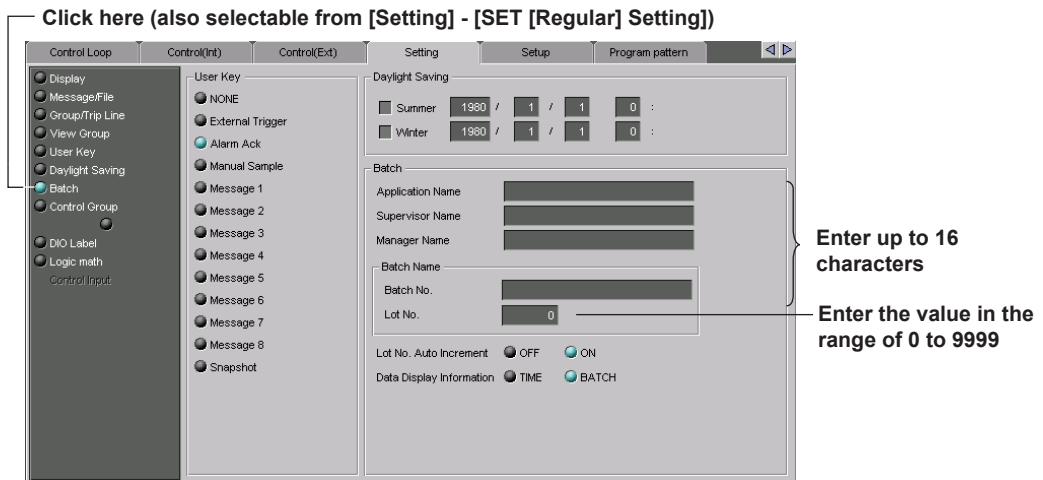 Click here (also selectable from [Setting] - [SET [Regular] Setting])
Control Loop Control(Int) Control(Ext) Setting Setup Program pattern
Display
Message/File
Group/Trip Line
View Group
User Key
Daylight Saving
Batch
Control Group
DIO Label
Logic math
Control Input
User Key
NONE
External Trigger
Alarm Ack
Manual Sample
Message 1
Message 2
Message 3
Message 4
Message 5
Message 6
Message 7
Message 8
Snapshot
Daylight Saving
Summer 1980 / 1 / 1 0 :
Winter 1980 / 1 / 1 0 :
Batch
Application Name
Supervisor Name
Manager Name
Batch Name
Batch No.
Lot No. 0
Lot No. Auto Increment OFF ON
Data Display Information TIME BATCH
Enter up to 16
characters
Enter the value in the
range of 0 to 9999